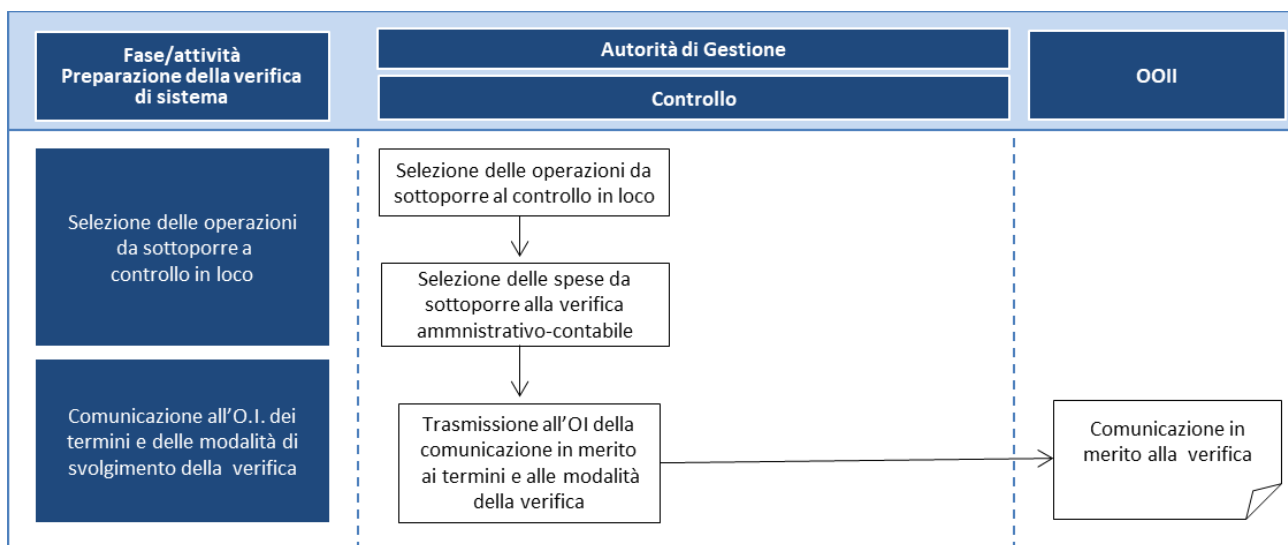 Fase/attività
Preparazione della verifica
di sistema
Autorità di Gestione
Controllo
OOII
Selezione delle operazioni
da sottoporre a
controllo in loco
Selezione delle operazioni da
sottoporre al controllo in loco
Selezione delle spese da
sottoporre alla verifica
ammnistrativo-contabile
Comunicazione all'O.I. dei
termini e delle modalità di
svolgimento della verifica
Trasmissione all'OI della
comunicazione in merito
ai termini e alle modalità
della verifica
Comunicazione in
merito alla verifica